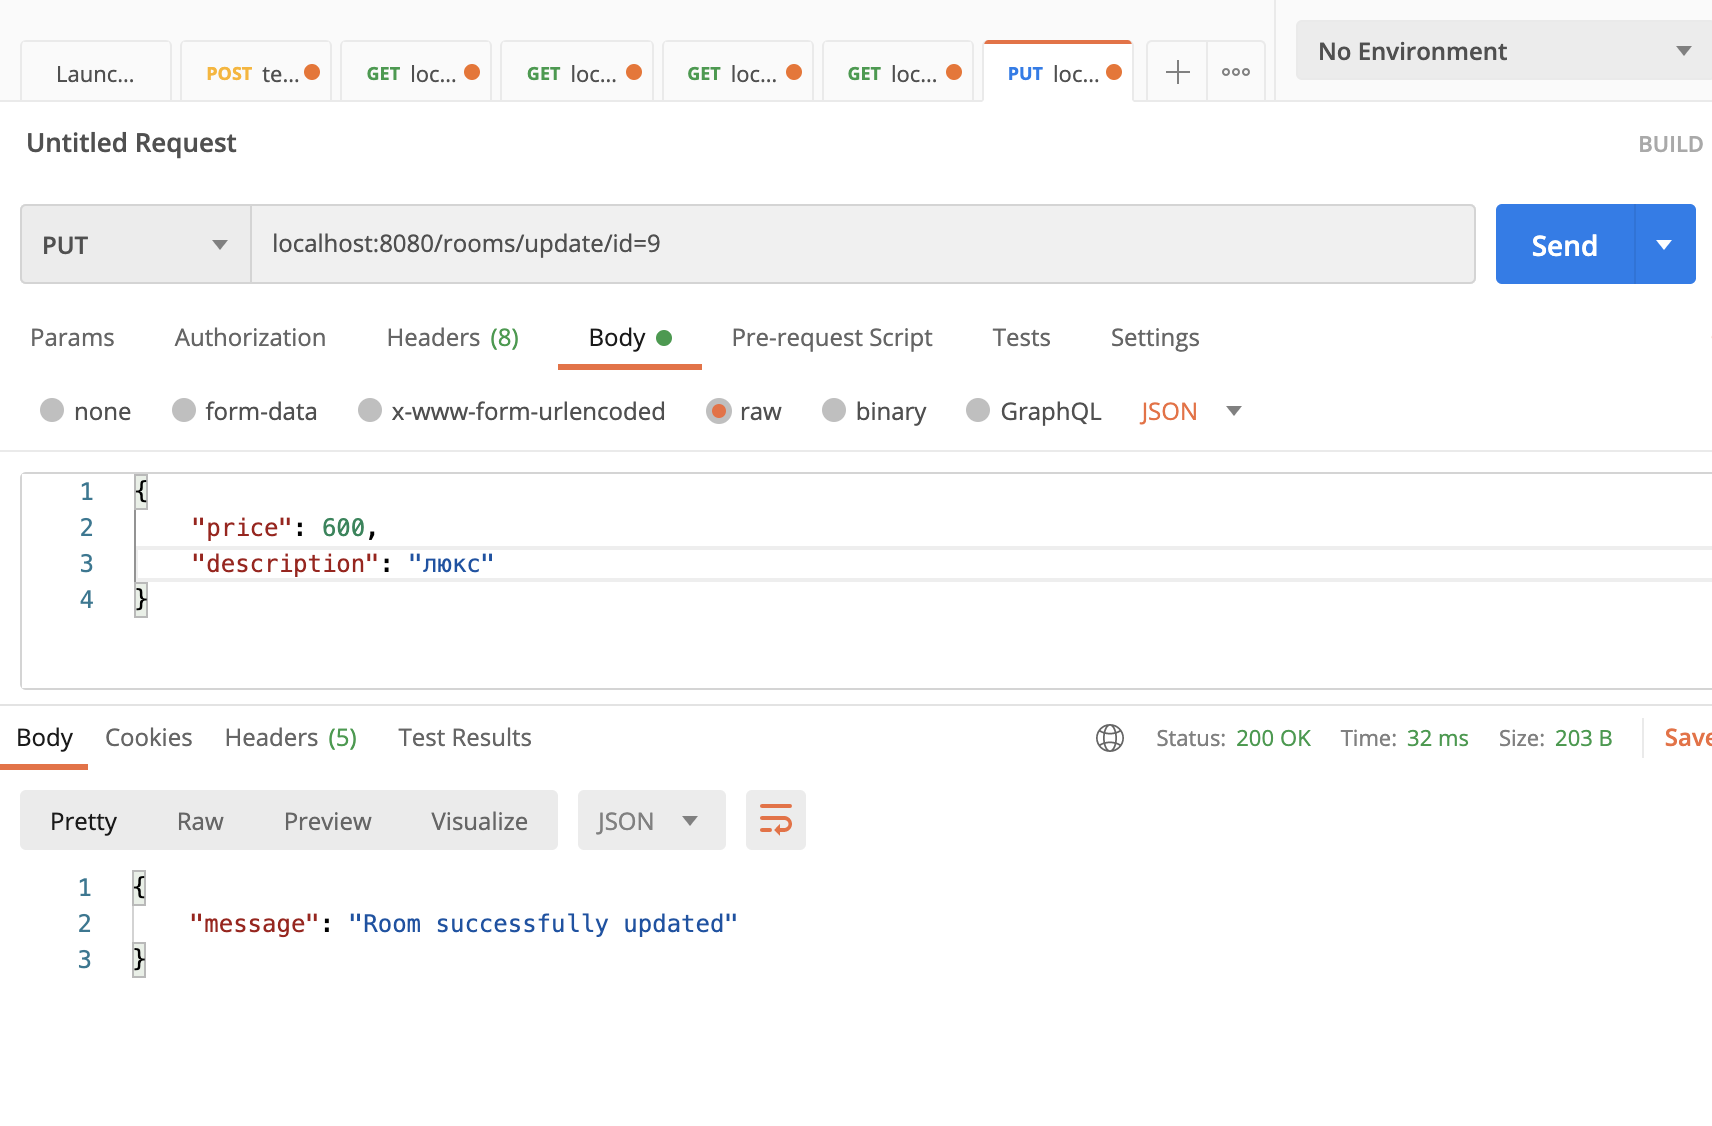 Launc...
POST te...
GET loc...
GET loc...
GET loc...
GET loc...
PUT loc...
No Environment
Untitled Request
BUILD
PUT
localhost:8080/rooms/update/id=9
Send
Params Authorization Headers (8) Body Pre-request Script Tests Settings
none form-data x-www-form-urlencoded raw binary GraphQL JSON
1 {
2 "price": 600,
3 "description": "люкс"
4 }
Body Cookies Headers (5) Test Results Status: 200 OK Time: 32 ms Size: 203 B Save
Pretty Raw Preview Visualize JSON
1 {
2 "message": "Room successfully updated"
3 }